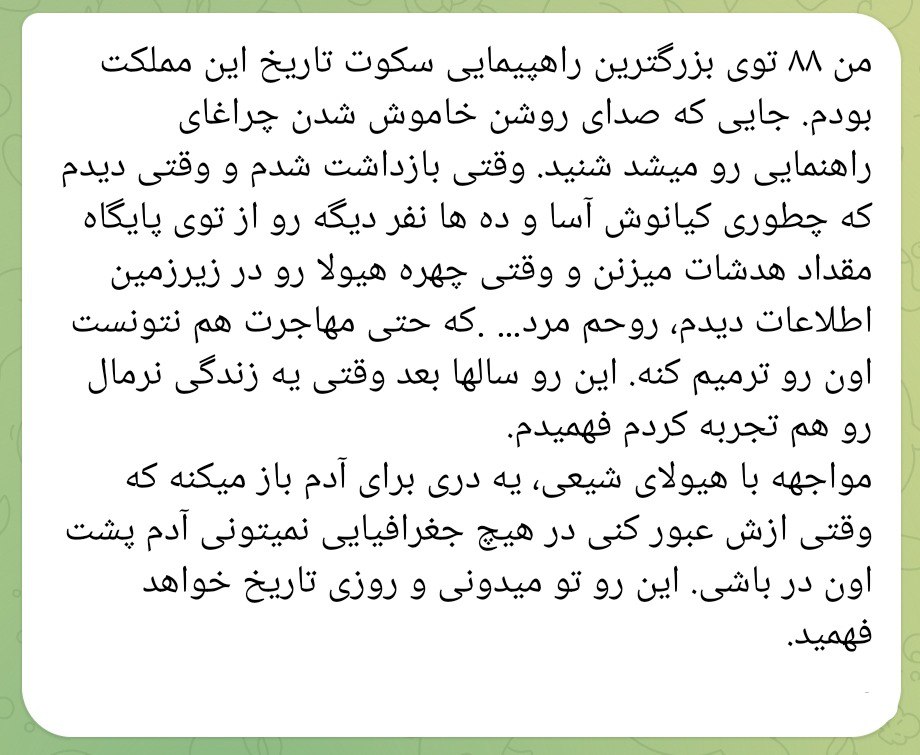 من ۸۸ توی بزرگترین راهپیمایی سکوت تاریخ این مملکت
بودم. جایی که صدای روشن خاموش شدن چراغای
راهنمایی رو میشد شنید. وقتی بازداشت شدم و وقتی دیدم
که چطوری کیانوش آسا و ده ها نفر دیگه رو از توی پایگاه
مقداد هدشات میزنن و وقتی چهره هیولا رو در زیرزمین
اطلاعات دیدم، روحم مرد... .که حتی مهاجرت هم نتونست
اون رو ترمیم کنه. این رو سالها بعد وقتی یه زندگی نرمال
رو هم تجربه کردم فهمیدم.
مواجهه با هیولای شیعی، یه دری برای آدم باز میکنه که
وقتی ازش عبور کنی در هیچ جغرافیایی نمیتونی آدم پشت
اون در باشی. این رو تو میدونی و روزی تاریخ خواهد
فهمید.